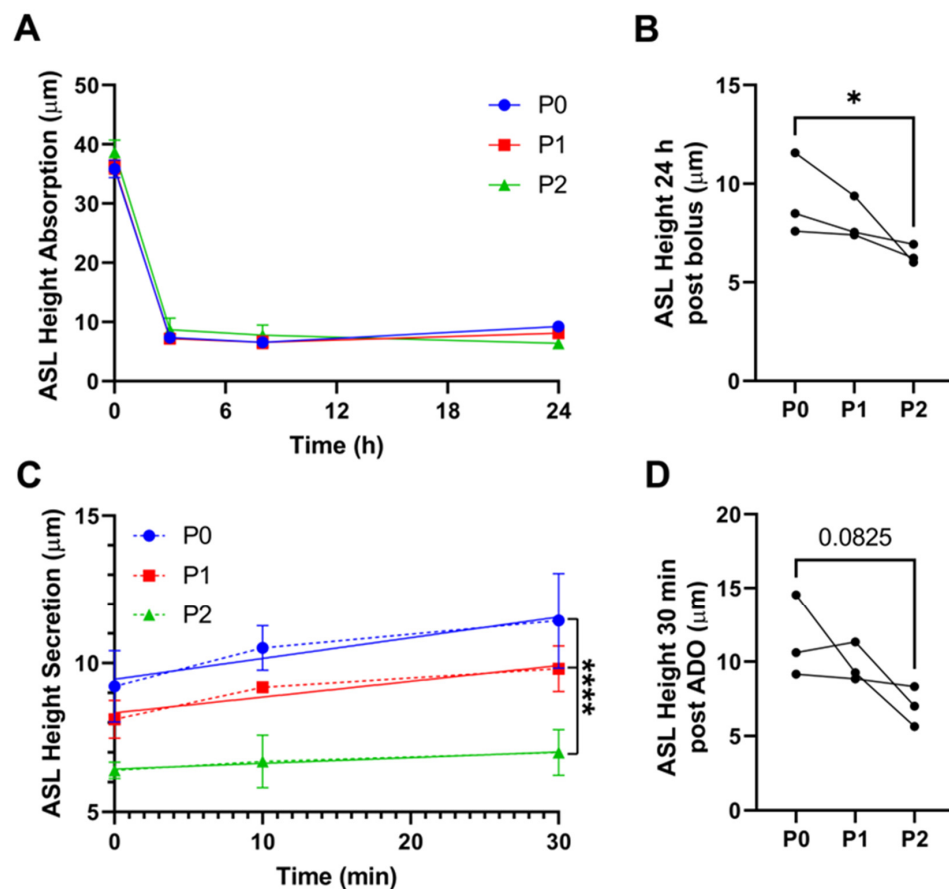 A
ASL Height Absorption (μm)
50
40
30
20
10
0
0
6
12
18
24
Time (h)
P0
P1
P2
B
ASL Height 24 h
post bolus (μm)
15
10
5
0
*
P0
P1
P2
C
ASL Height Secretion (μm)
15
10
5
0
10
20
30
Time (min)
P0
P1
P2
****
D
ASL Height 30 min
post ADO (μm)
20
15
10
5
0
0.0825
P0
P1
P2